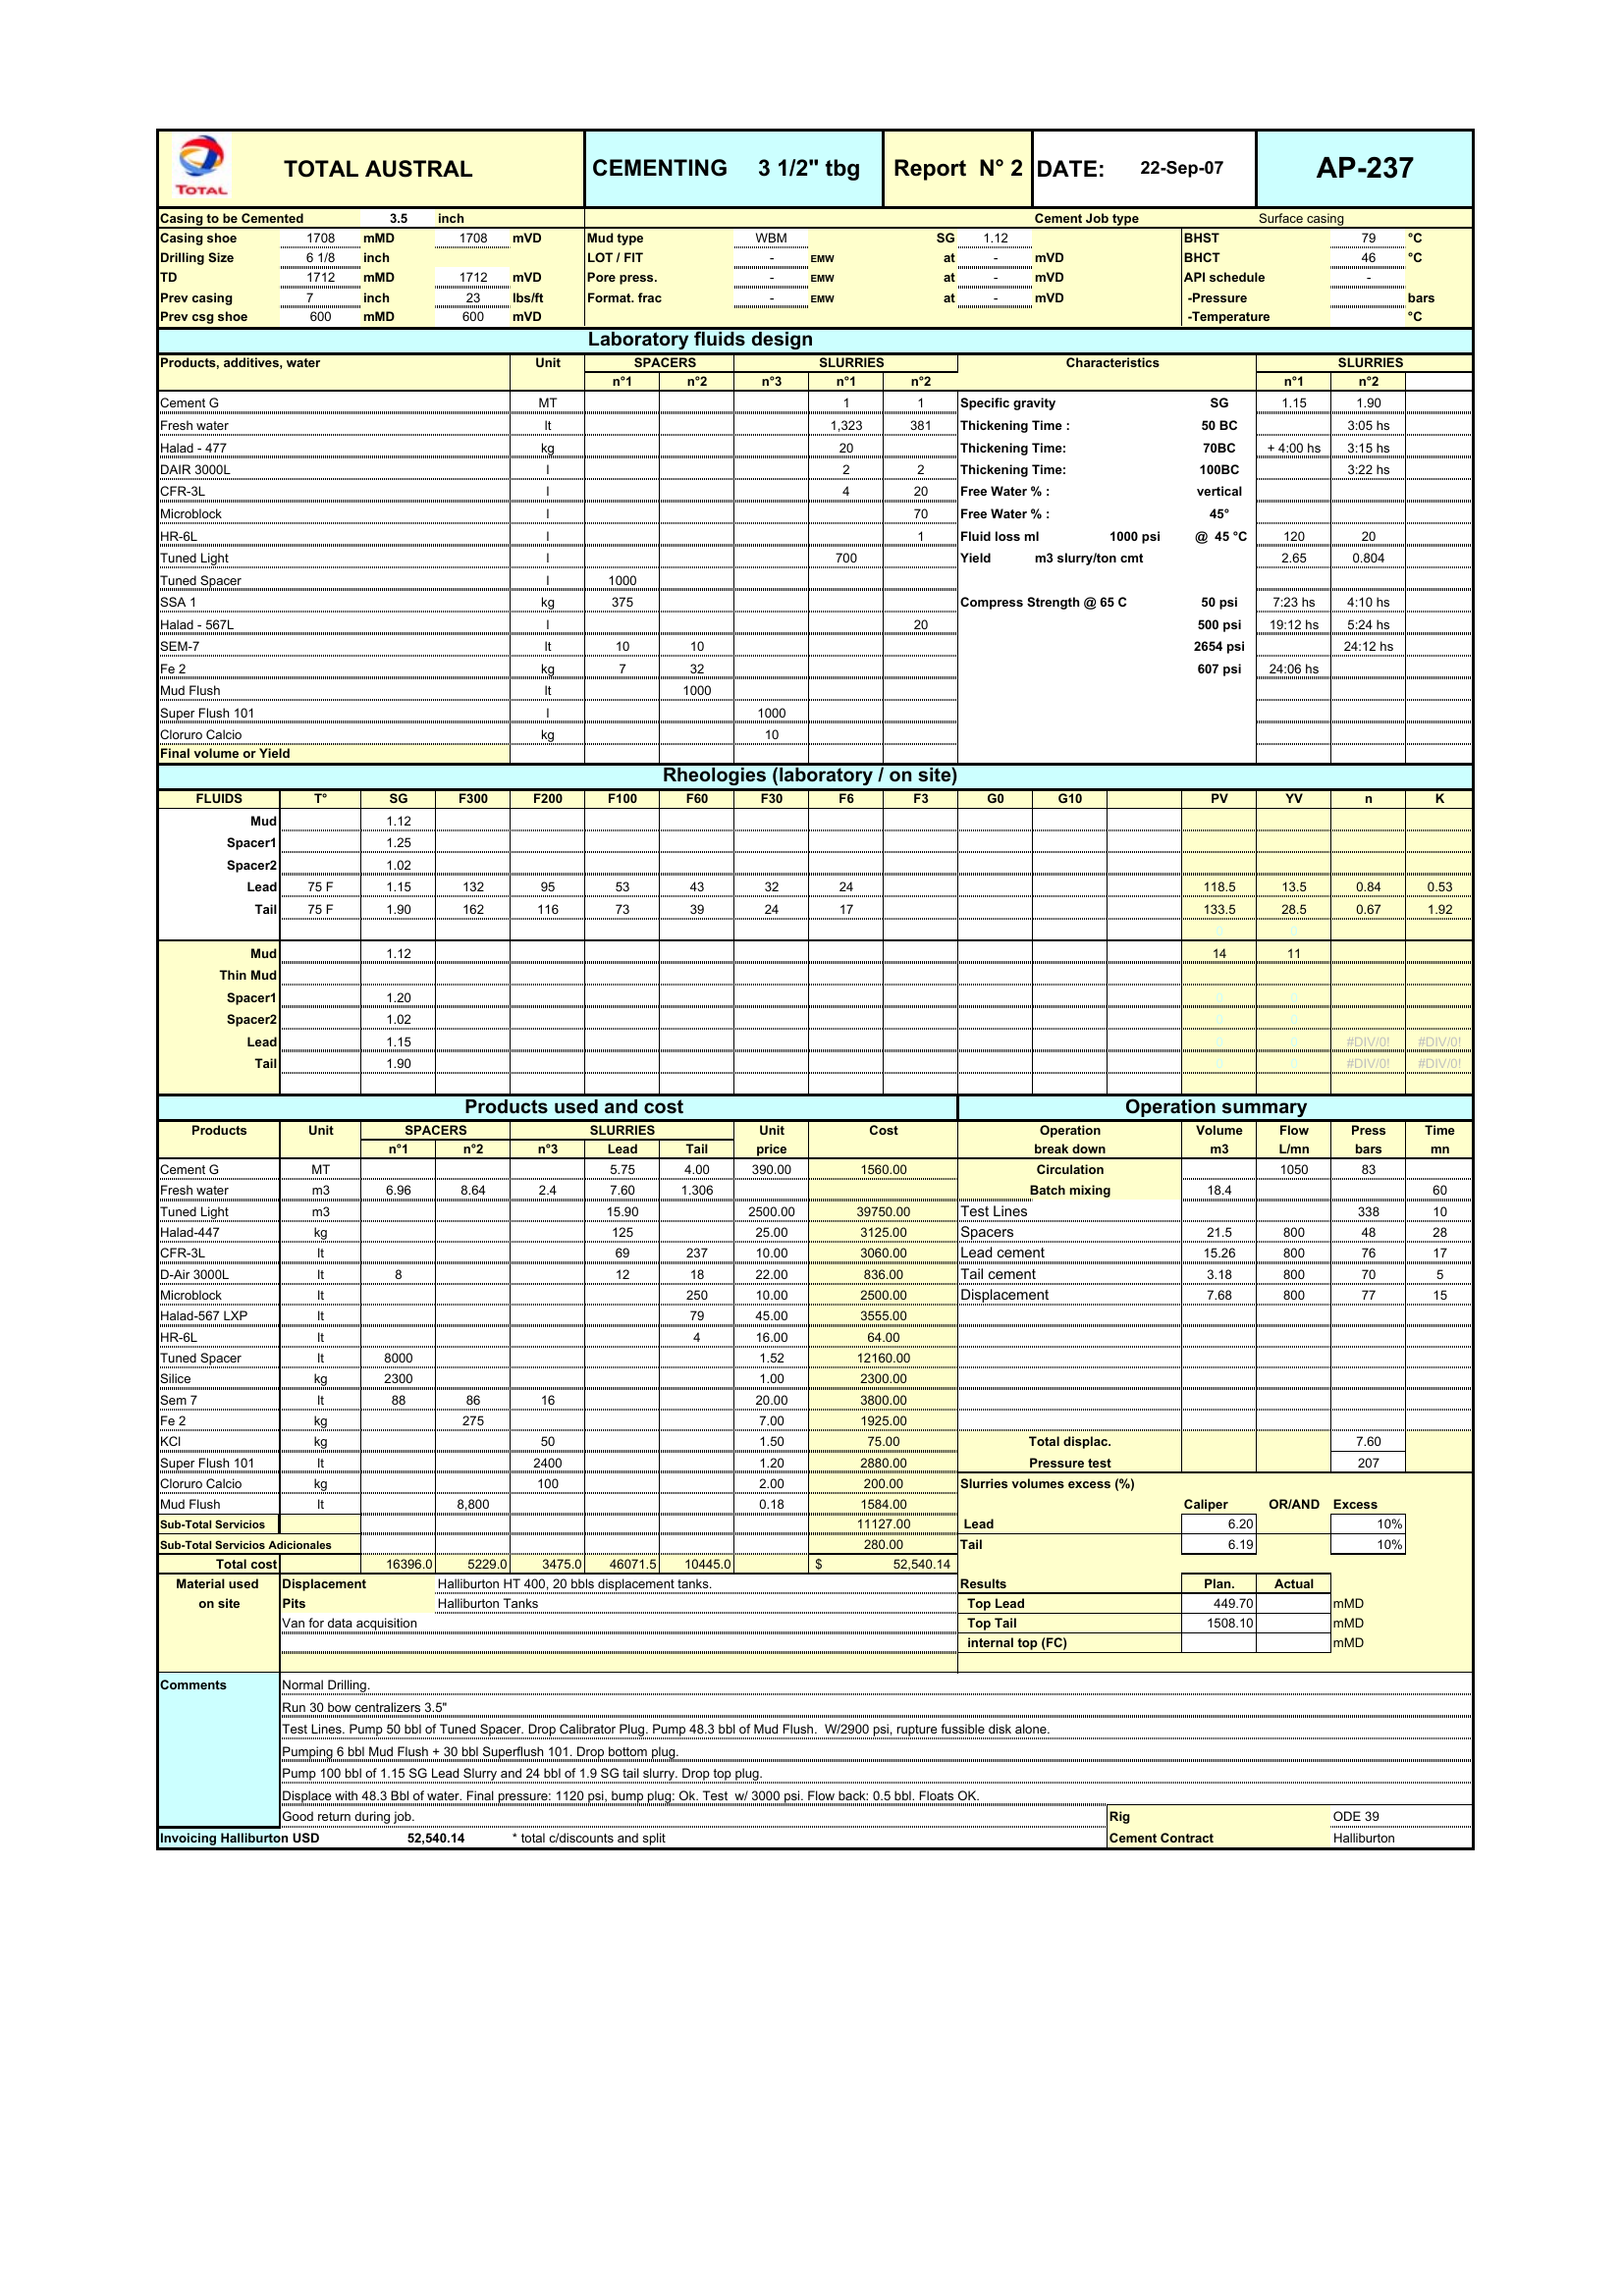 TOTAL
TOTAL AUSTRAL CEMENTING 3 1/2" tbg Report N° 2 DATE: 22-Sep-07 AP-237
Casing to be Cemented 3.5 inch Cement Job type Surface casing
Casing shoe 1708 mMD 1708 mVD Mud type WBM SG 1.12 BHST 79 °C
Drilling Size 6 1/8 inch LOT / FIT - EMW at - mVD BHCT 46 °C
TD 1712 mMD 1712 mVD Pore press. - EMW at - mVD API schedule -
Prev casing 7 inch 23 lbs/ft Format. frac - EMW at - mVD -Pressure bars
Prev csg shoe 600 mMD 600 mVD -Temperature °C
Laboratory fluids design
Products, additives, water Unit SPACERS SLURRIES Characteristics SLURRIES
n°1 n°2 n°3 n°1 n°2 n°1 n°2
Cement G MT 1 1 Specific gravity SG 1.15 1.90
Fresh water lt 1,323 381 Thickening Time : 50 BC 3:05 hs
Halad - 477 kg 20 Thickening Time: 70BC + 4:00 hs 3:15 hs
DAIR 3000L l 2 2 Thickening Time: 100BC 3:22 hs
CFR-3L l 4 20 Free Water % : vertical
Microblock l 70 Free Water % : 45°
HR-6L l 1 Fluid loss ml 1000 psi @ 45 °C 120 20
Tuned Light l 700 Yield m3 slurry/ton cmt 2.65 0.804
Tuned Spacer l 1000
SSA 1 kg 375 Compress Strength @ 65 C 50 psi 7:23 hs 4:10 hs
Halad - 567L l 20 500 psi 19:12 hs 5:24 hs
SEM-7 lt 10 10 2654 psi 24:12 hs
Fe 2 kg 7 32 607 psi 24:06 hs
Mud Flush lt 1000
Super Flush 101 l 1000
Cloruro Calcio kg 10
Final volume or Yield
Rheologies (laboratory / on site)
FLUIDS T° SG F300 F200 F100 F60 F30 F6 F3 G0 G10 PV YV n K
Mud 1.12
Spacer1 1.25
Spacer2 1.02
Lead 75 F 1.15 132 95 53 43 32 24 118.5 13.5 0.84 0.53
Tail 75 F 1.90 162 116 73 39 24 17 133.5 28.5 0.67 1.92
0 0
Mud 1.12 14 11
Thin Mud
Spacer1 1.20 0 0
Spacer2 1.02 0 0
Lead 1.15 0 0 #DIV/0! #DIV/0!
Tail 1.90 0 0 #DIV/0! #DIV/0!
Products used and cost Operation summary
Products Unit SPACERS SLURRIES Unit Cost Operation Volume Flow Press Time
n°1 n°2 n°3 Lead Tail price break down m3 L/mn bars mn
Cement G MT 5.75 4.00 390.00 1560.00 Circulation 1050 83
Fresh water m3 6.96 8.64 2.4 7.60 1.306 Batch mixing 18.4 60
Tuned Light m3 15.90 2500.00 39750.00 Test Lines 338 10
Halad-447 kg 125 25.00 3125.00 Spacers 21.5 800 48 28
CFR-3L lt 69 237 10.00 3060.00 Lead cement 15.26 800 76 17
D-Air 3000L lt 8 12 18 22.00 836.00 Tail cement 3.18 800 70 5
Microblock lt 250 10.00 2500.00 Displacement 7.68 800 77 15
Halad-567 LXP lt 79 45.00 3555.00
HR-6L lt 4 16.00 64.00
Tuned Spacer lt 8000 1.52 12160.00
Silice kg 2300 1.00 2300.00
Sem 7 lt 88 86 16 20.00 3800.00
Fe 2 kg 275 7.00 1925.00
KCl kg 50 1.50 75.00 Total displac. 7.60
Super Flush 101 lt 2400 1.20 2880.00 Pressure test 207
Cloruro Calcio kg 100 2.00 200.00 Slurries volumes excess (%)
Mud Flush lt 8,800 0.18 1584.00 Caliper OR/AND Excess
Sub-Total Servicios 11127.00 Lead 6.20 10%
Sub-Total Servicios Adicionales 280.00 Tail 6.19 10%
Total cost 16396.0 5229.0 3475.0 46071.5 10445.0 $ 52,540.14
Material used Displacement Halliburton HT 400, 20 bbls displacement tanks. Results Plan. Actual
on site Pits Halliburton Tanks Top Lead 449.70 mMD
Van for data acquisition Top Tail 1508.10 mMD
internal top (FC) mMD
Comments Normal Drilling.
Run 30 bow centralizers 3.5"
Test Lines. Pump 50 bbl of Tuned Spacer. Drop Calibrator Plug. Pump 48.3 bbl of Mud Flush. W/2900 psi, rupture fussible disk alone.
Pumping 6 bbl Mud Flush + 30 bbl Superflush 101. Drop bottom plug.
Pump 100 bbl of 1.15 SG Lead Slurry and 24 bbl of 1.9 SG tail slurry. Drop top plug.
Displace with 48.3 Bbl of water. Final pressure: 1120 psi, bump plug: Ok. Test w/ 3000 psi. Flow back: 0.5 bbl. Floats OK.
Good return during job. Rig ODE 39
Invoicing Halliburton USD 52,540.14 * total c/discounts and split Cement Contract Halliburton